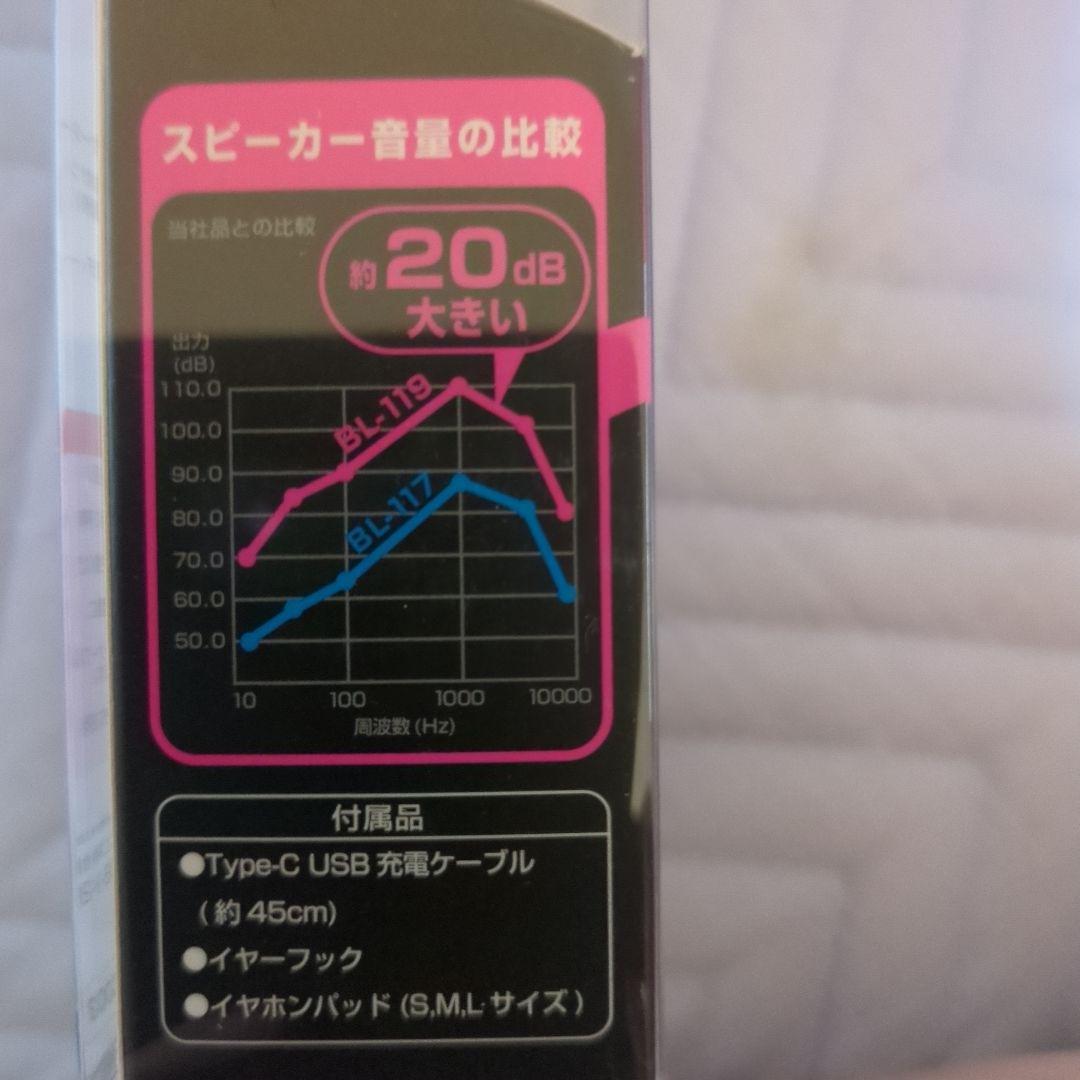 スピーカー音量の比較
当社品との比較
約20dB
大きい
出力
(dB)
110.0
100.0
90.0
80.0
70.0
60.0
50.0
BL-119
BL-117
10 100 1000 10000
周波数 (Hz)
付属品
●Type-C USB 充電ケーブル
(約45cm)
●イヤーフック
●イヤホンパッド (S,M,L サイズ)